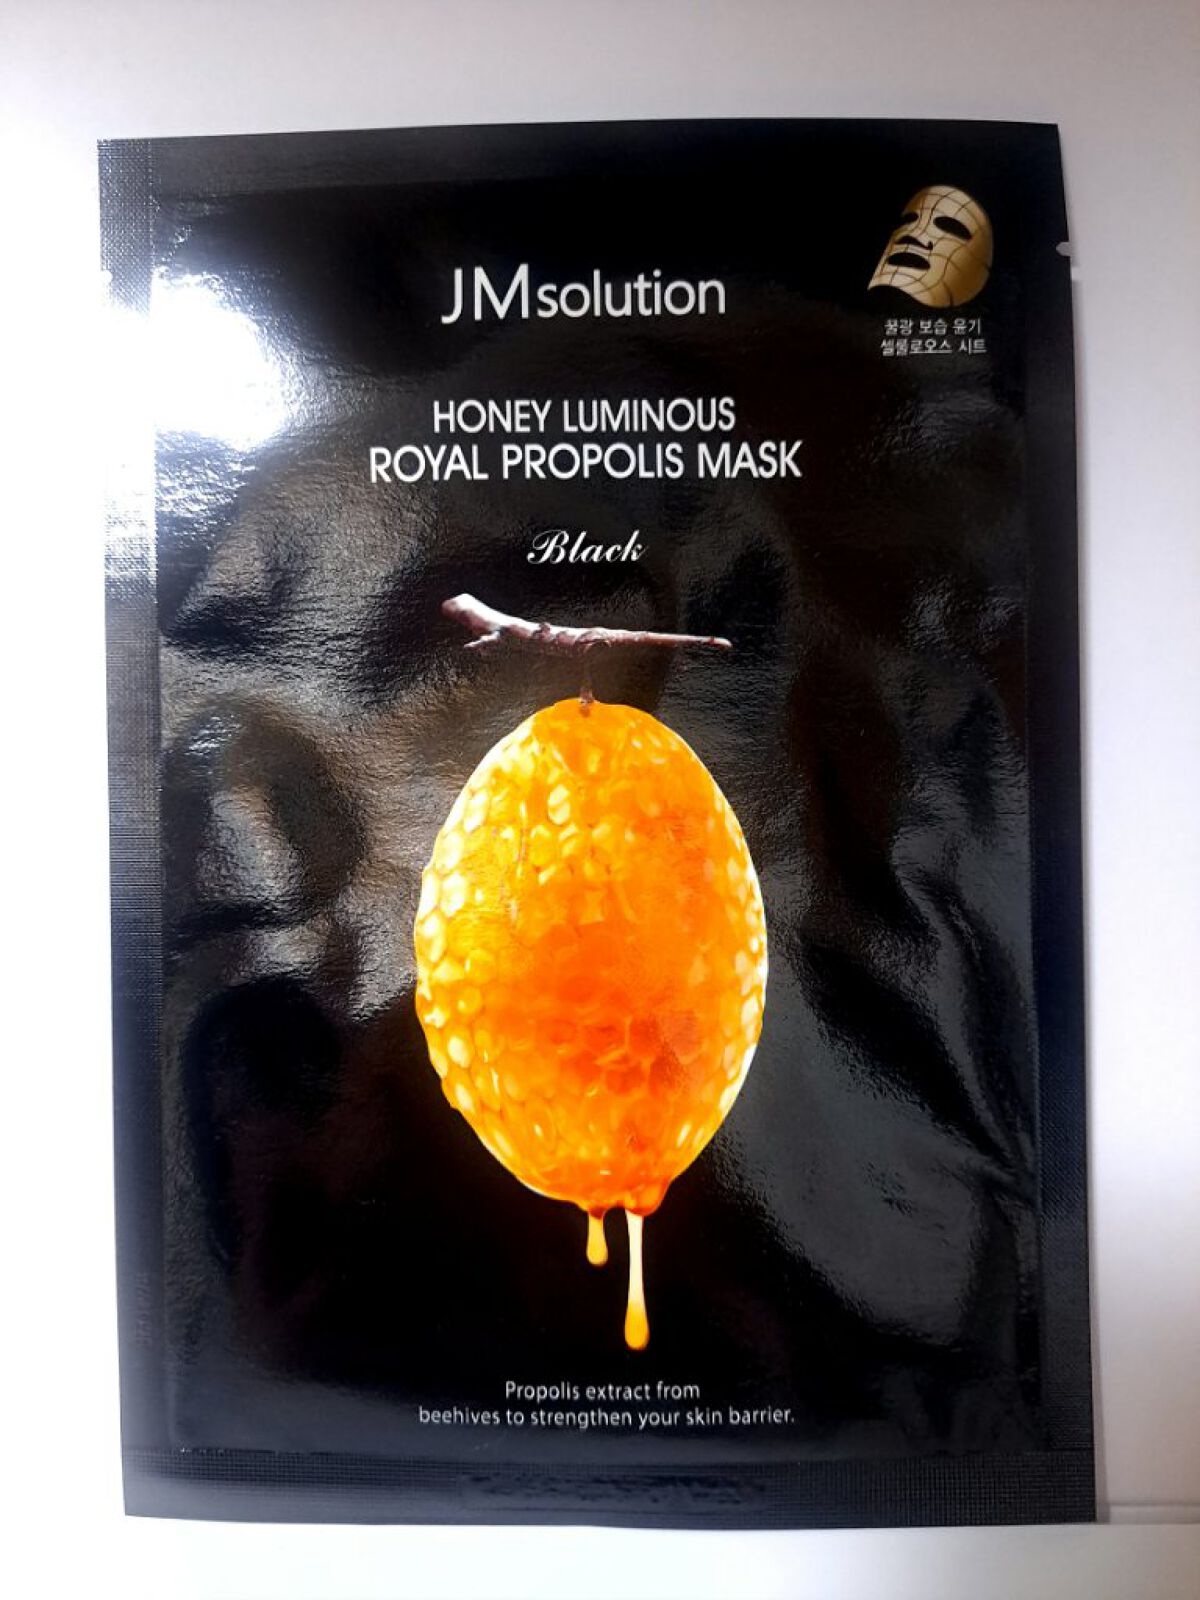 JMsolution
꿀광 보습 윤기
셀룰로오스 시트
HONEY LUMINOUS
ROYAL PROPOLIS MASK
Black
Propolis extract from
beehives to strengthen your skin barrier.